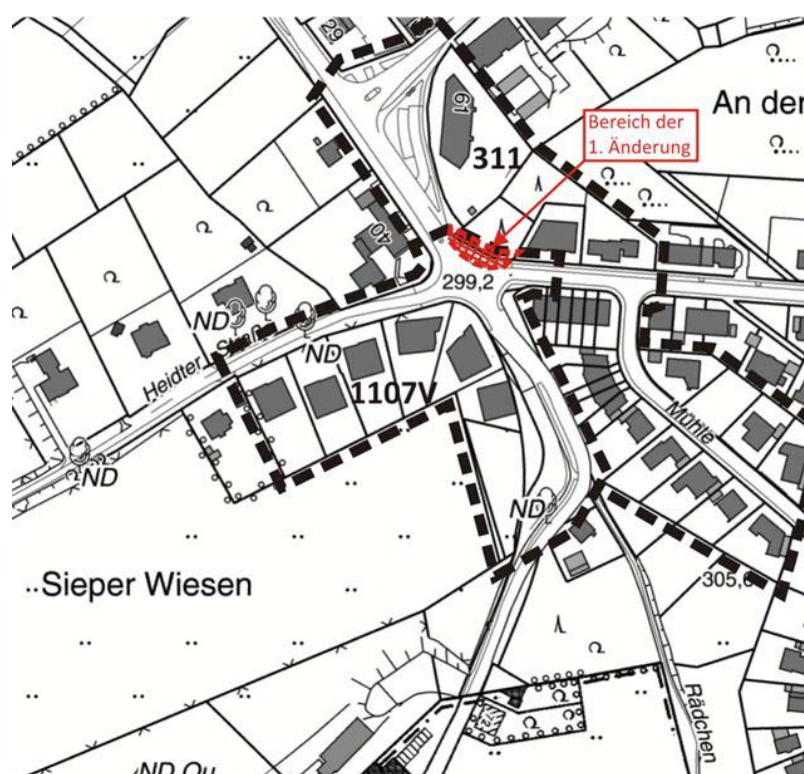 29
61
An der
Bereich der
1. Änderung
311
40
299,2
ND
Heidter
ND
1107V
Mühle
ND
ND
Sieper Wiesen
305,6
Rädchen
ND Qu